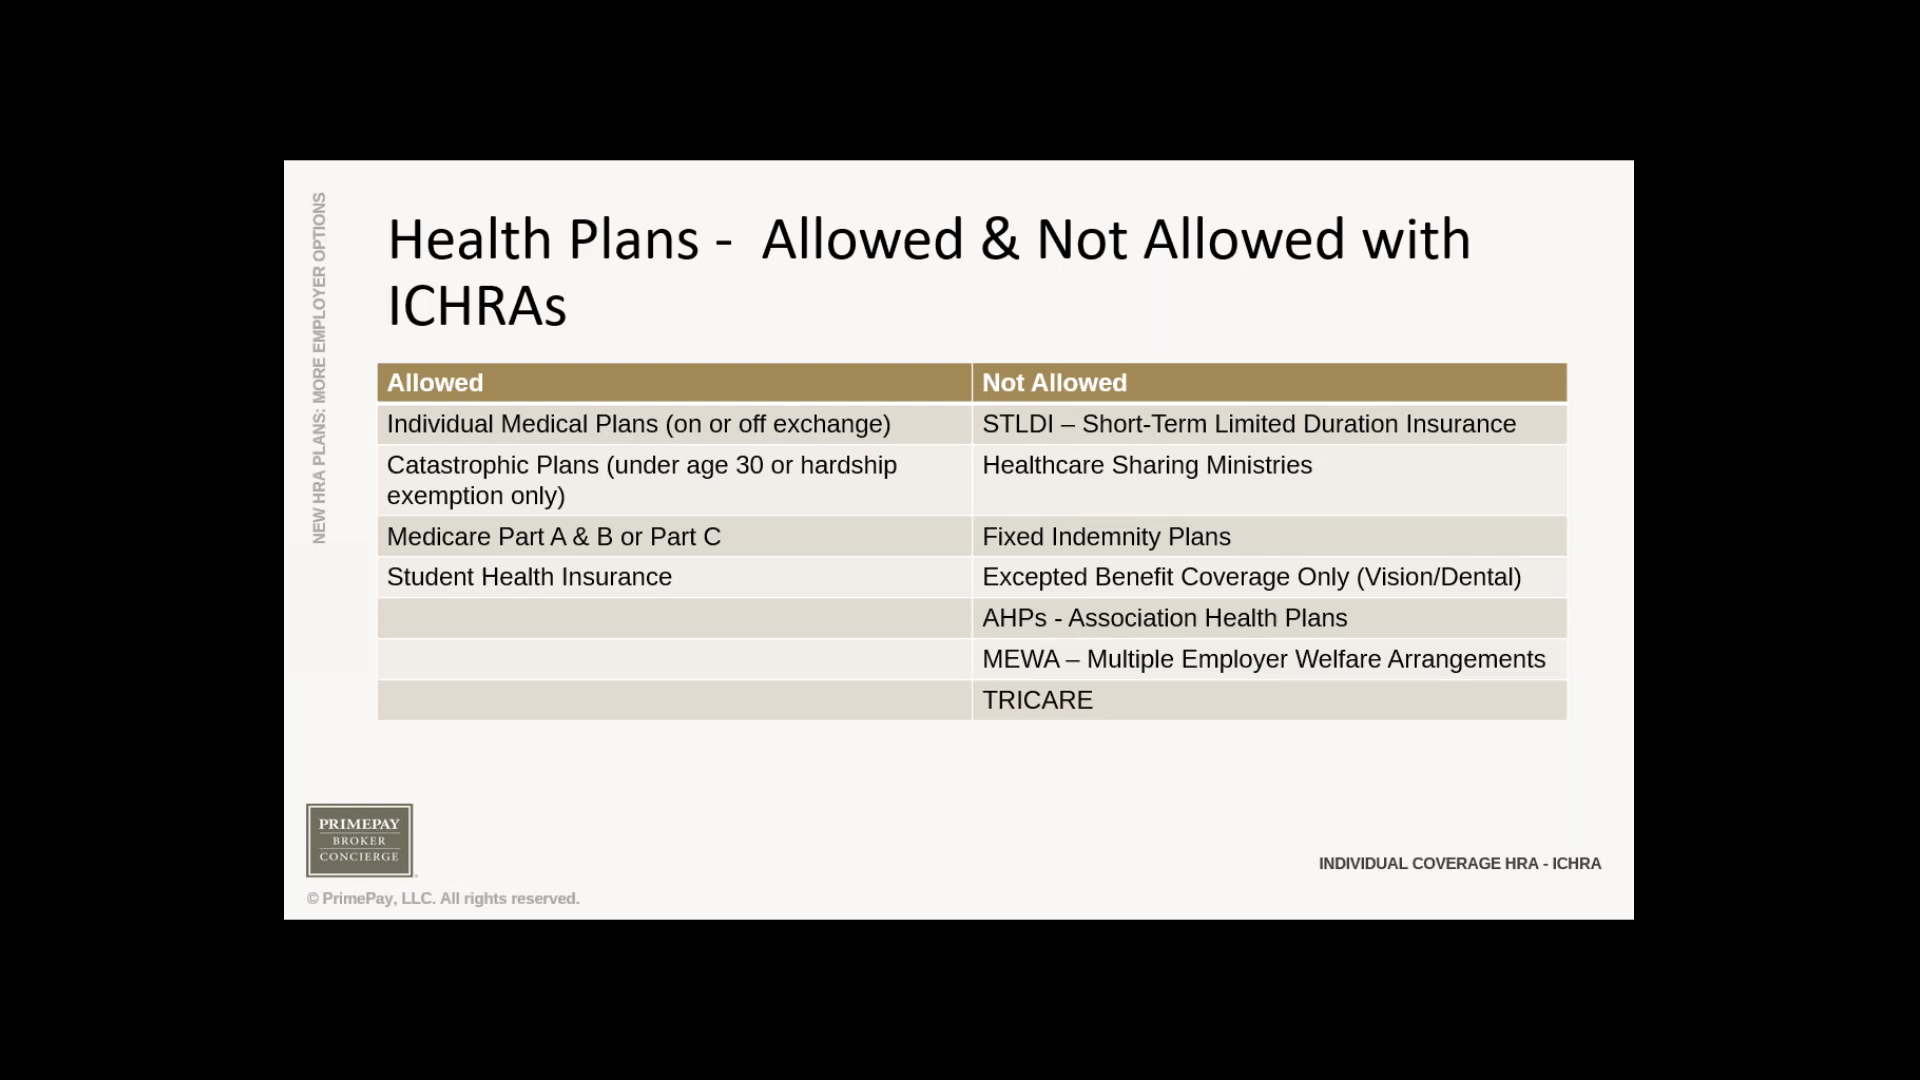 NEW HRA PLANS: MORE EMPLOYER OPTIONS
Health Plans -  Allowed & Not Allowed with
ICHRAs
Allowed
Not Allowed
Individual Medical Plans (on or off exchange)
STLDI – Short-Term Limited Duration Insurance
Catastrophic Plans (under age 30 or hardship
exemption only)
Healthcare Sharing Ministries
Medicare Part A & B or Part C
Fixed Indemnity Plans
Student Health Insurance
Excepted Benefit Coverage Only (Vision/Dental)
AHPs - Association Health Plans
MEWA – Multiple Employer Welfare Arrangements
TRICARE
PRIMEPAY
BROKER
CONCIERGE
INDIVIDUAL COVERAGE HRA - ICHRA
© PrimePay, LLC. All rights reserved.